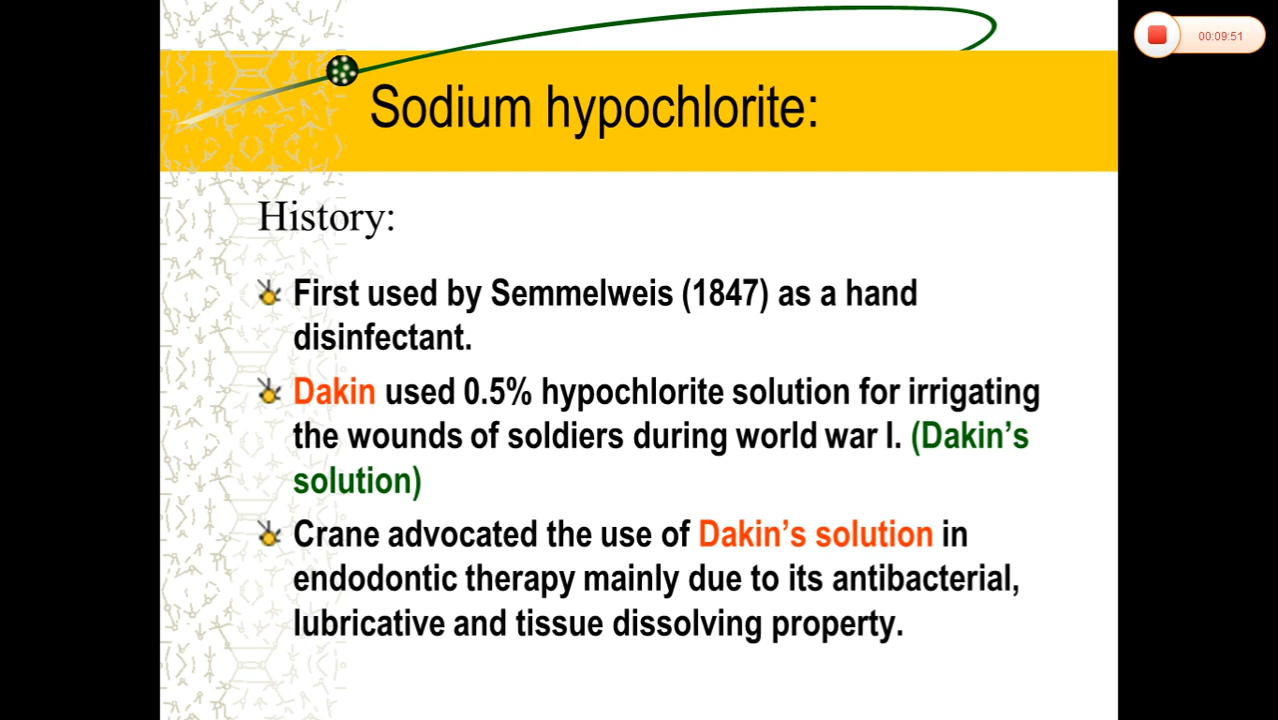 00:09:51
Sodium hypochlorite:
History:
First used by Semmelweis (1847) as a hand
disinfectant.
Dakin used 0.5% hypochlorite solution for irrigating
the wounds of soldiers during world war I. (Dakin’s
solution)
Crane advocated the use of Dakin’s solution in
endodontic therapy mainly due to its antibacterial,
lubricative and tissue dissolving property.